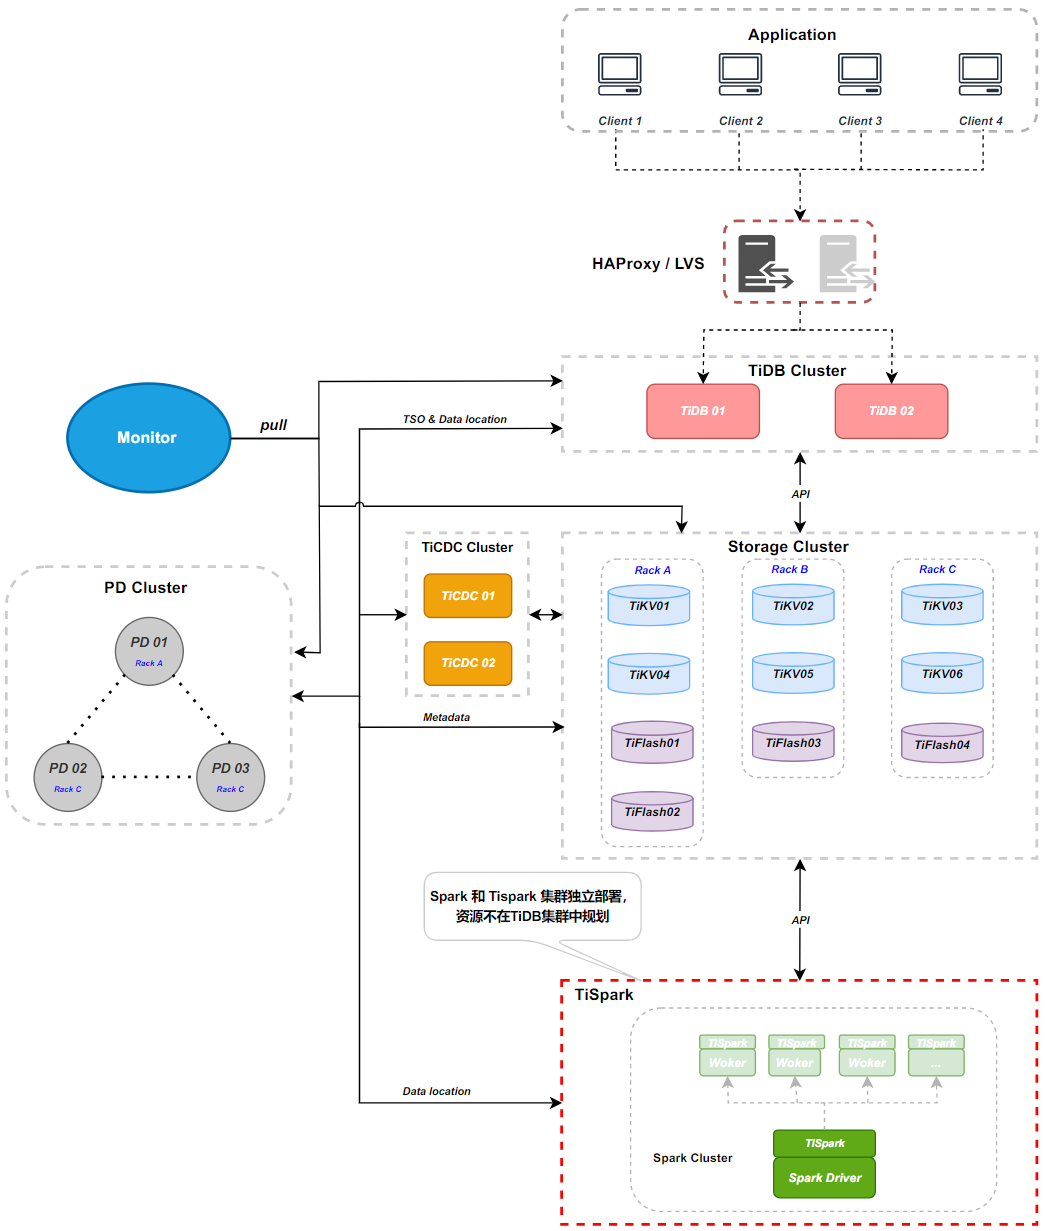 Application
Client 1
Client 2
Client 3
Client 4
HAProxy / LVS
TiDB Cluster
TiDB 01
TiDB 02
Monitor
pull
TSO & Data location
API
TiCDC Cluster
TiCDC 01
TiCDC 02
Storage Cluster
Rack A
TiKV01
TiKV04
TiFlash01
TiFlash02
Rack B
TiKV02
TiKV05
TiFlash03
Rack C
TiKV03
TiKV06
TiFlash04
PD Cluster
PD 01
Rack A
PD 02
Rack C
PD 03
Rack C
Metadata
Spark 和 Tispark 集群独立部署，
资源不在TiDB集群中规划
API
TiSpark
TISpark
Woker
TISpark
Woker
TISpark
Woker
TISpark
...
Data location
Spark Cluster
TISpark
Spark Driver